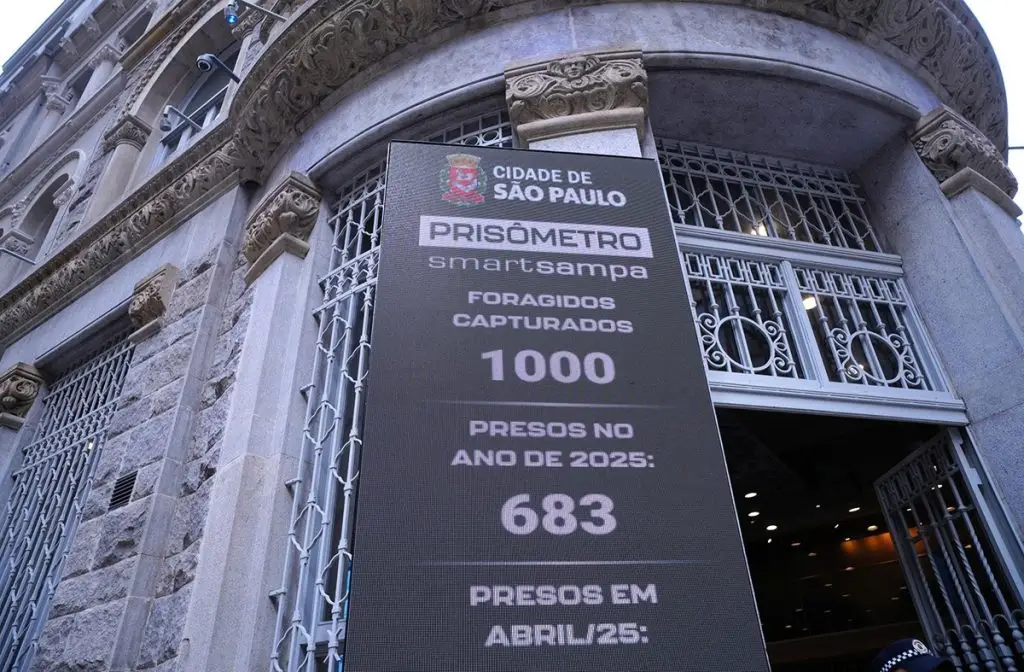 CIDADE DE
SÃO PAULO
PRISÔMETRO
smartsampa
FORAGIDOS
CAPTURADOS
1000
PRESOS NO
ANO DE 2025:
683
PRESOS EM
ABRIL/25: